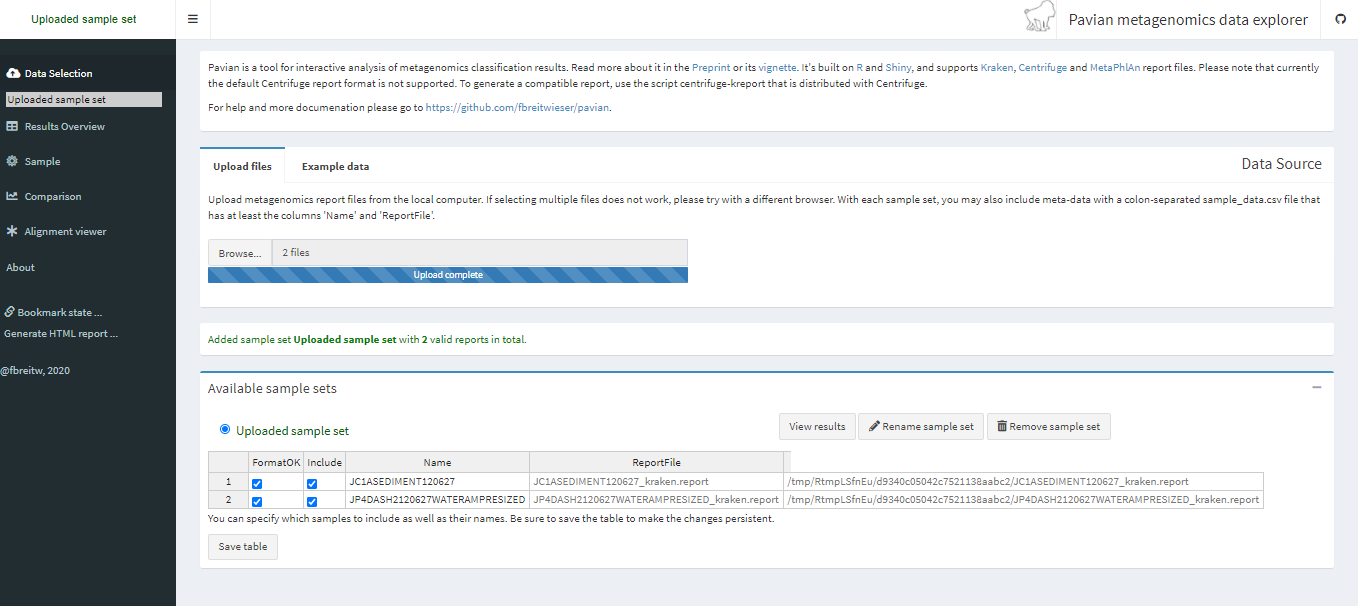 Uploaded sample set
Pavian metagenomics data explorer
Data Selection
Uploaded sample set
Results Overview
Sample
Comparison
Alignment viewer
About
Bookmark state ...
Generate HTML report ...
@fbreitw, 2020
Pavian is a tool for interactive analysis of metagenomics classification results. Read more about it in the Preprint or its vignette. It's built on R and Shiny, and supports Kraken, Centrifuge and MetaPhlAn report files. Please note that currently
the default Centrifuge report format is not supported. To generate a compatible report, use the script centrifuge-kreport that is distributed with Centrifuge.
For help and more documenation please go to https://github.com/fbreitwieser/pavian.
Upload files Example data Data Source
Upload metagenomics report files from the local computer. If selecting multiple files does not work, please try with a different browser. With each sample set, you may also include meta-data with a colon-separated sample_data.csv file that
has at least the columns 'Name' and 'ReportFile'.
Browse... 2 files
Upload complete
Added sample set Uploaded sample set with 2 valid reports in total.
Available sample sets
Uploaded sample set View results Rename sample set Remove sample set
FormatOK Include Name ReportFile
1 JC1ASEDIMENT120627 JC1ASEDIMENT120627_kraken.report /tmp/RtmpLSfnEu/d9340c05042c7521138aabc2/JC1ASEDIMENT120627_kraken.report
2 JP4DASH2120627WATERAMPRESIZED JP4DASH2120627WATERAMPRESIZED_kraken.report /tmp/RtmpLSfnEu/d9340c05042c7521138aabc2/JP4DASH2120627WATERAMPRESIZED_kraken.report
You can specify which samples to include as well as their names. Be sure to save the table to make the changes persistent.
Save table